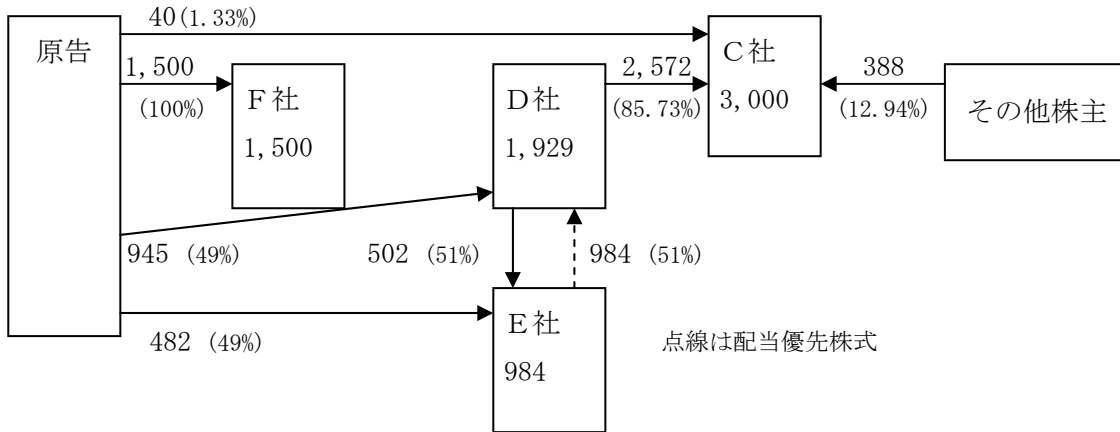 40(1.33%)
原告
1,500
(100%)
F社
1,500
D社
1,929
2,572
(85.73%)
C社
3,000
388
(12.94%)
その他株主
945 (49%)
502 (51%)
984 (51%)
482 (49%)
E社
984
点線は配当優先株式